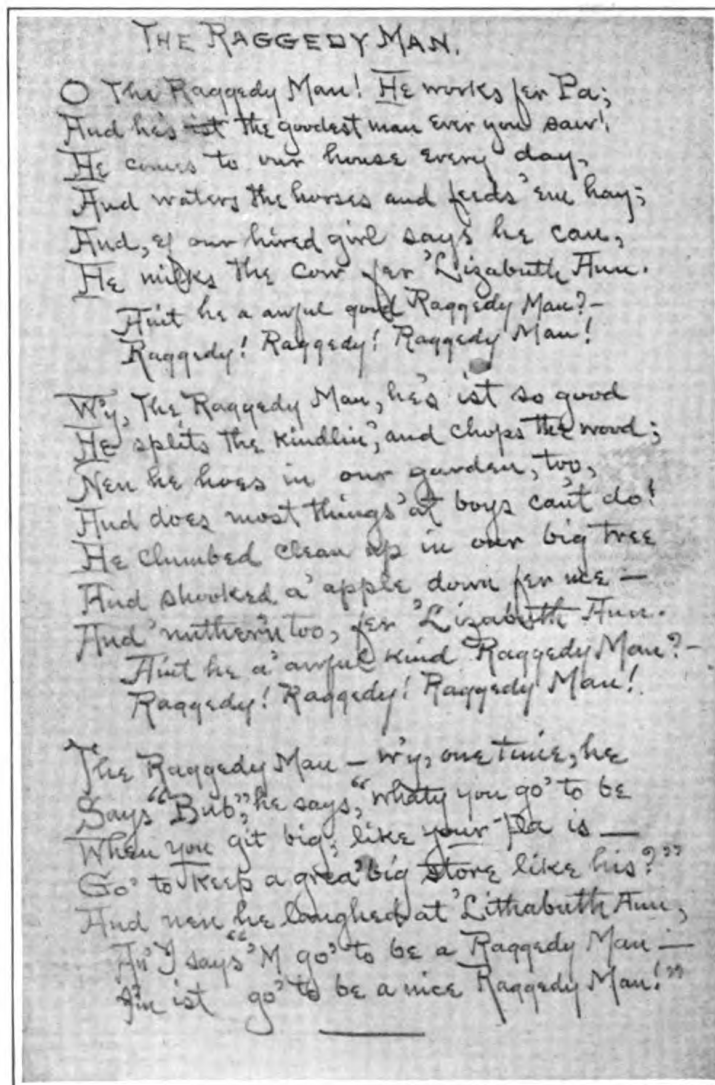 THE RAGGEDY MAN.
O The Raggedy Man! He works fer Pa;
And he's ist the goodest man ever you saw!
He comes to our house every day,
And waters the horses and feeds 'em hay;
And, ef our hired girl says he can,
He milks the cow fer 'Lizabuth Ann.
Aint he a awful good Raggedy Man?—
Raggedy! Raggedy! Raggedy Man!
W'y, The Raggedy Man, he's ist so good
He splits the kindlin', and chops the wood;
Nen he hoes in our garden, too,
And does most things 'at boys can't do!
He clumbed clean up in our big tree
And shooked a' apple down fer me—
And 'nuther'n too, fer 'Lizabuth Ann.
Aint he a' awful kind Raggedy Man?—
Raggedy! Raggedy! Raggedy Man!
The Raggedy Man — W'y, one time, he
Says "Bub," he says, "whaty you go' to be
When you git big, like your Pa is—
Go' to Keep a grea' big store like his?"
And nen he laughed at 'Lithabuth Ann,
An' I says "'M go' to be a Raggedy Man—
I'm ist go' to be a nice Raggedy Man!"